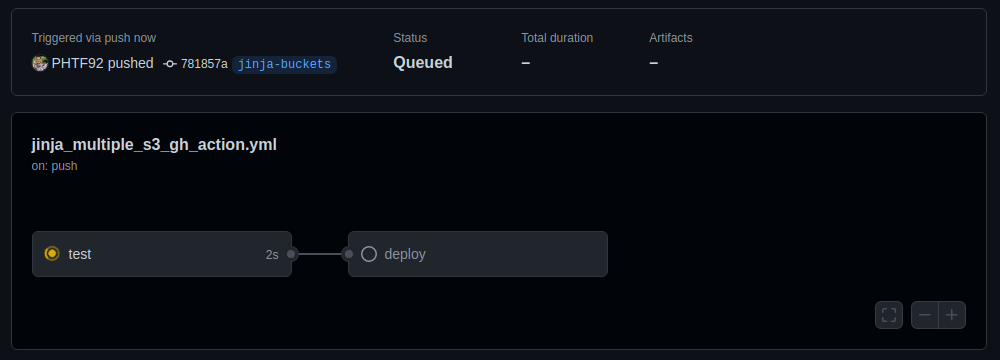 Triggered via push now
Status
Total duration
Artifacts
PHTF92 pushed 781857a jinja-buckets
Queued
–
–
jinja_multiple_s3_gh_action.yml
on: push
test 2s
deploy